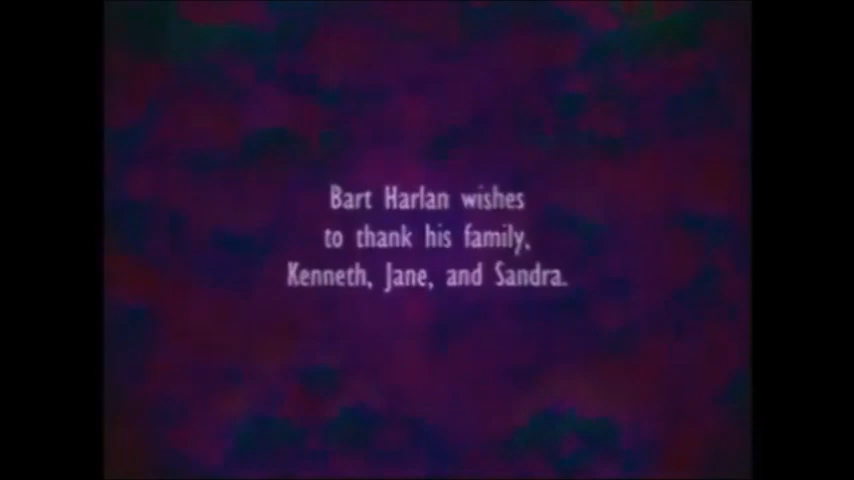 Bart Harlan wishes
to thank his family,
Kenneth, Jane, and Sandra.